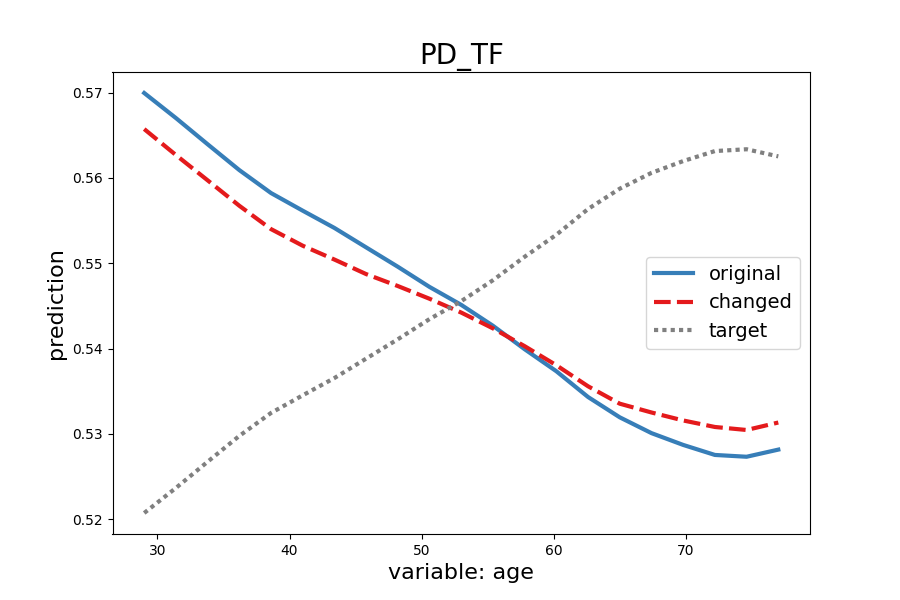 PD_TF
0.57
0.56
0.55
0.54
0.53
0.52
prediction
original
changed
target
30 40 50 60 70
variable: age